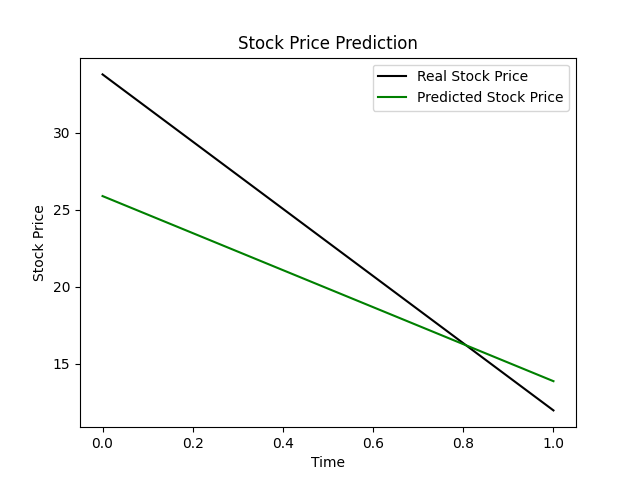 Stock Price Prediction
Real Stock Price
Predicted Stock Price
Stock Price
30
25
20
15
0.0 0.2 0.4 0.6 0.8 1.0
Time